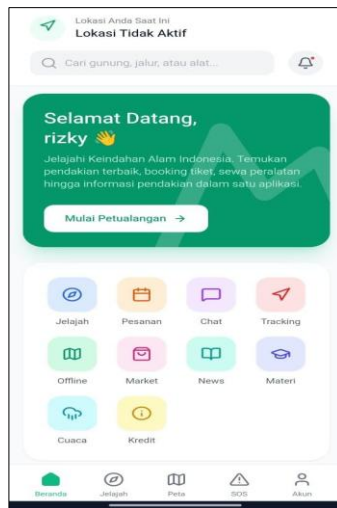 Lokasi Anda Saat Ini
Lokasi Tidak Aktif
Cari gunung, jalur, atau alat...
Selamat Datang,
rizky 👋
Jelajahi Keindahan Alam Indonesia. Temukan
pendakian terbaik, booking tiket, sewa peralatan
hingga informasi pendakian dalam satu aplikasi.
Mulai Petualangan →
Jelajah Pesanan Chat Tracking
Offline Market News Materi
Cuaca Kredit
Beranda Jelajah Peta SOS Akun